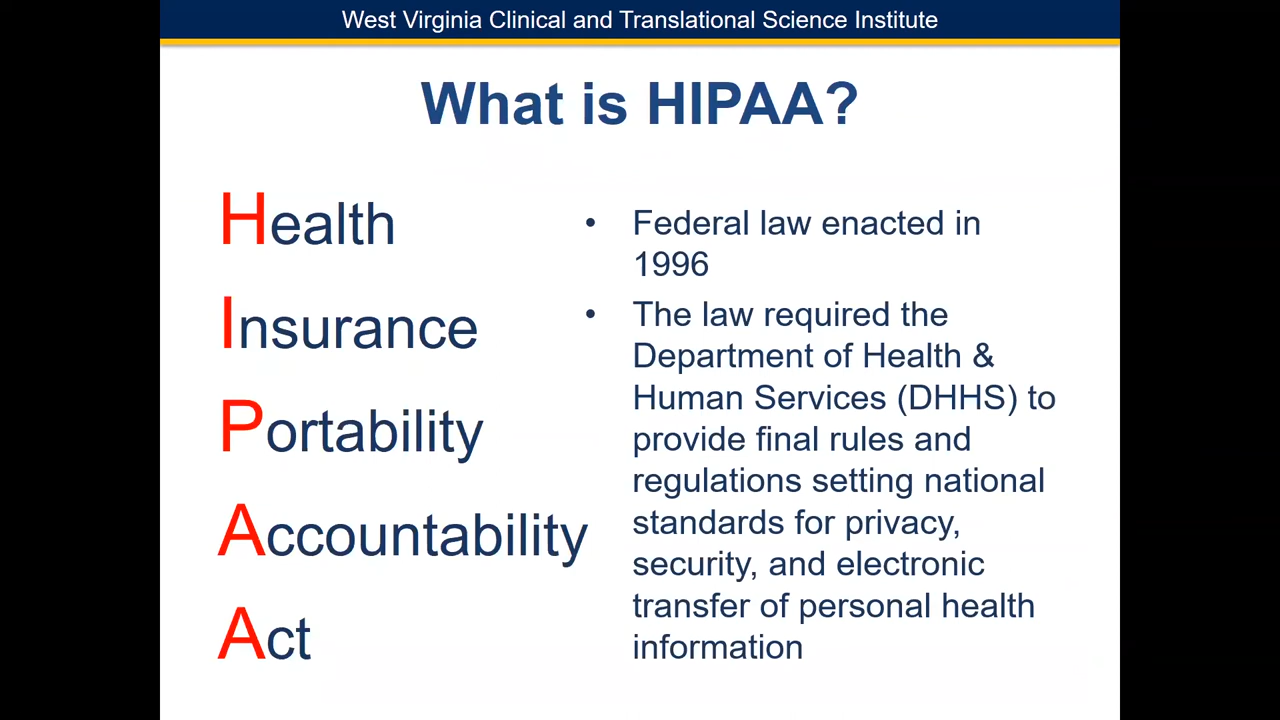 West Virginia Clinical and Translational Science Institute
What is HIPAA?
Health
Insurance
Portability
Accountability
Act
• Federal law enacted in
1996
• The law required the
Department of Health &
Human Services (DHHS) to
provide final rules and
regulations setting national
standards for privacy,
security, and electronic
transfer of personal health
information